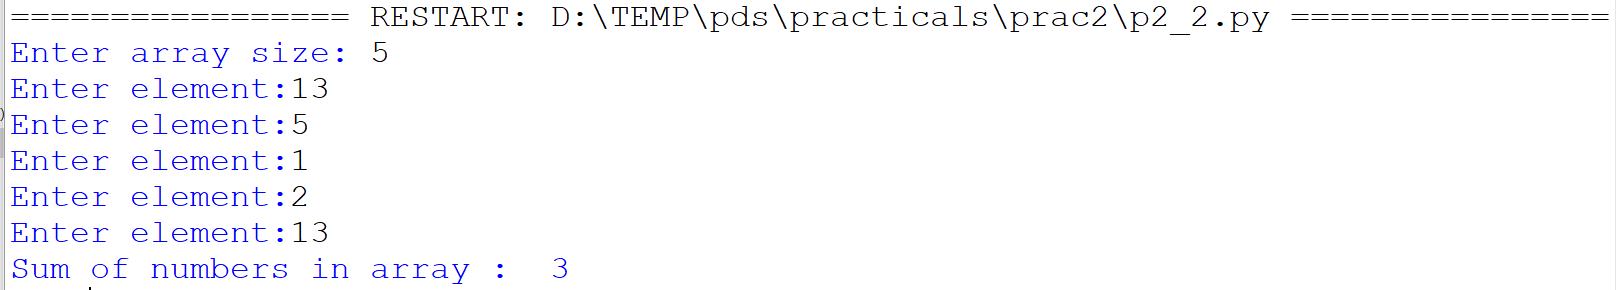 ================= RESTART: D:\TEMP\pds\practicals\prac2\p2_2.py ================
Enter array size: 5
Enter element:13
Enter element:5
Enter element:1
Enter element:2
Enter element:13
Sum of numbers in array :  3